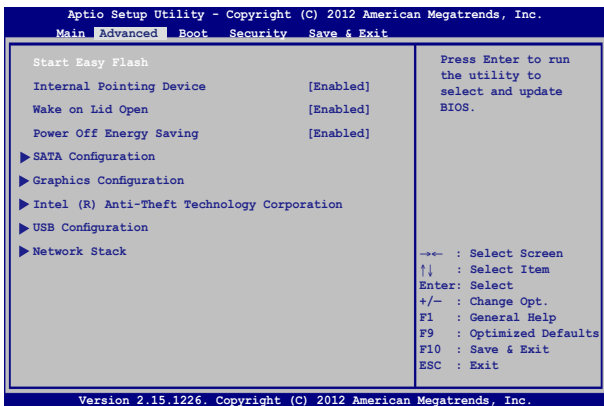 Aptio Setup Utility - Copyright (C) 2012 American Megatrends, Inc.
Main Advanced Boot Security Save & Exit
Start Easy Flash
Internal Pointing Device [Enabled]
Wake on Lid Open [Enabled]
Power Off Energy Saving [Enabled]
SATA Configuration
Graphics Configuration
Intel (R) Anti-Theft Technology Corporation
USB Configuration
Network Stack
Press Enter to run
the utility to
select and update
BIOS.
→← : Select Screen
↑↓ : Select Item
Enter: Select
+/— : Change Opt.
F1 : General Help
F9 : Optimized Defaults
F10 : Save & Exit
ESC : Exit
Version 2.15.1226. Copyright (C) 2012 American Megatrends, Inc.